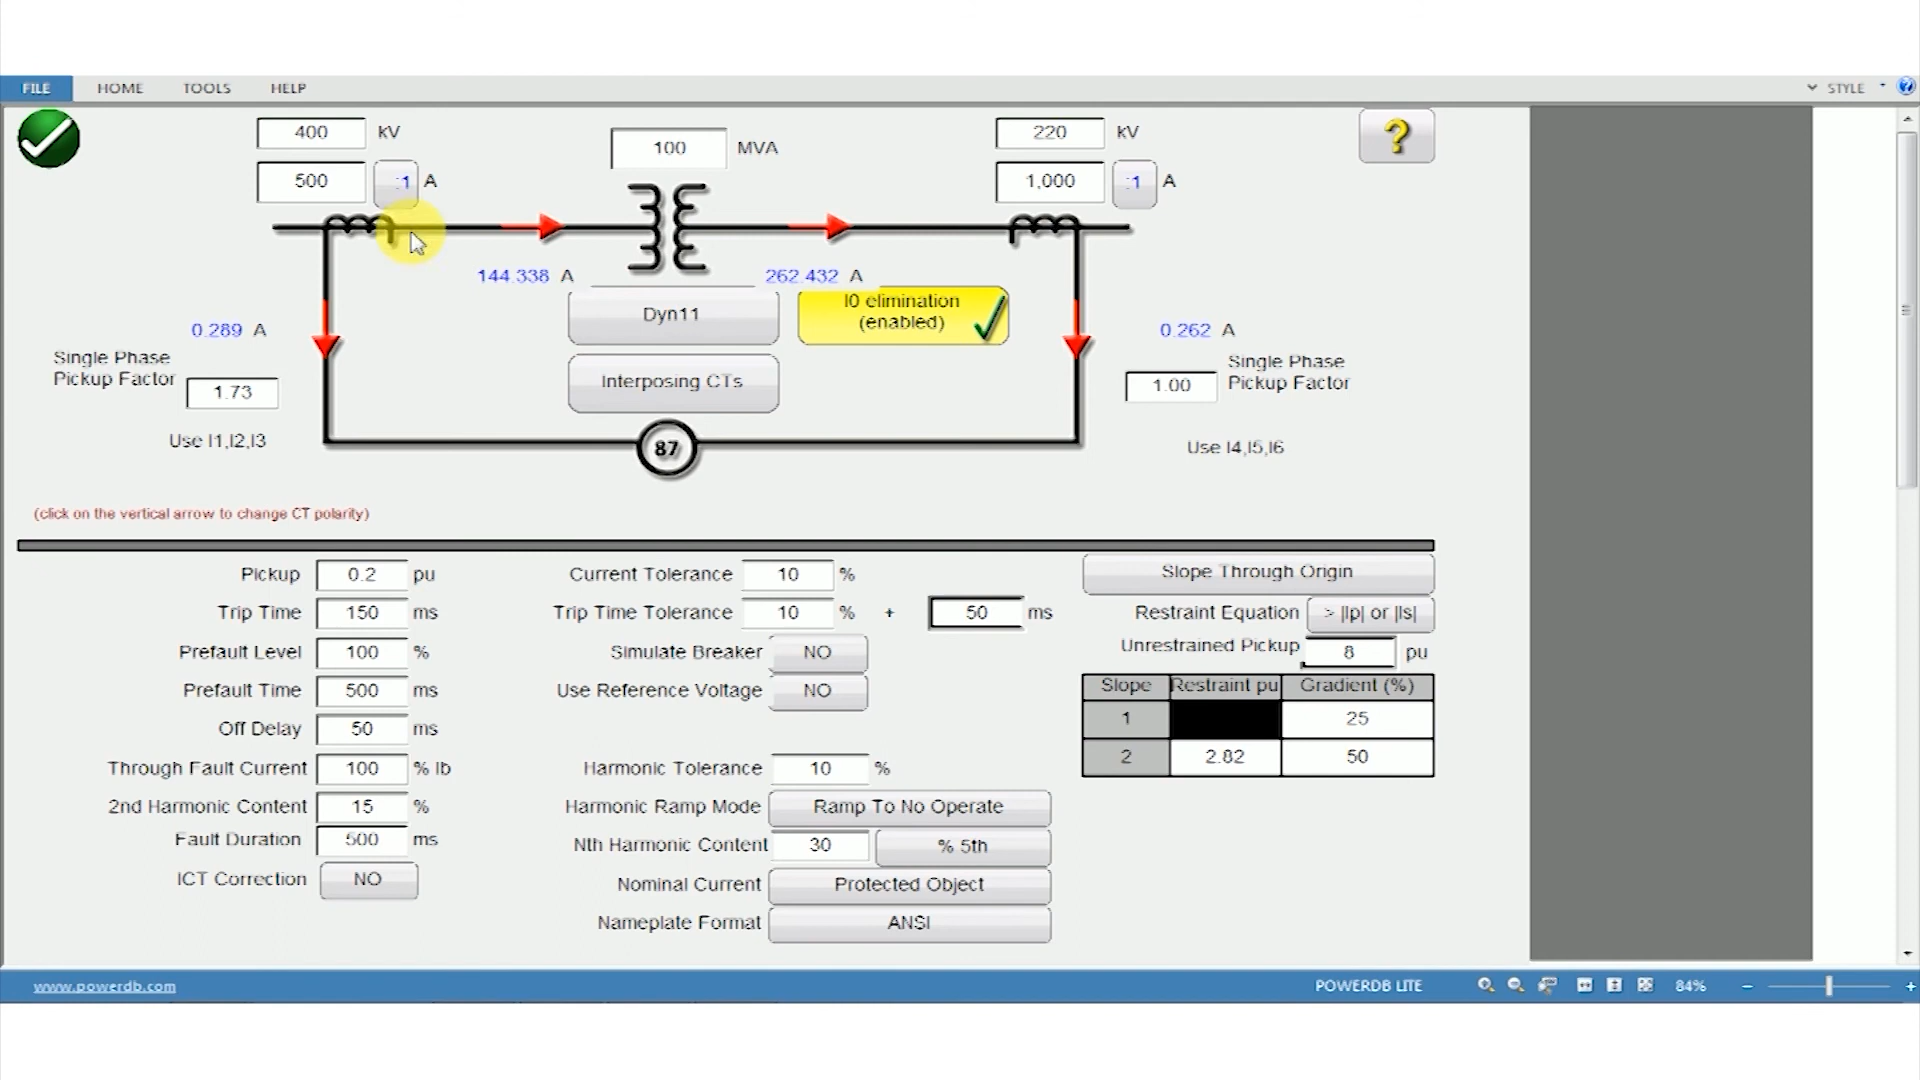 FILE HOME TOOLS HELP STYLE
400 kV
500 :1 A
100 MVA
220 kV
1,000 :1 A
?
144.338 A
262.432 A
Dyn11
I0 elimination
(enabled)
Interposing CTs
0.289 A
Single Phase
Pickup Factor
1.73
Use I1,I2,I3
87
0.262 A
Single Phase
Pickup Factor
1.00
Use I4,I5,I6
(click on the vertical arrow to change CT polarity)
Pickup 0.2 pu
Trip Time 150 ms
Prefault Level 100 %
Prefault Time 500 ms
Off Delay 50 ms
Through Fault Current 100 % Ib
2nd Harmonic Content 15 %
Fault Duration 500 ms
ICT Correction NO
Current Tolerance 10 %
Trip Time Tolerance 10 % + 50 ms
Simulate Breaker NO
Use Reference Voltage NO
Harmonic Tolerance 10 %
Harmonic Ramp Mode Ramp To No Operate
Nth Harmonic Content 30 % 5th
Nominal Current Protected Object
Nameplate Format ANSI
Slope Through Origin
Restraint Equation > |Ip| or |Is|
Unrestrained Pickup 8 pu
Slope Restraint pu Gradient (%)
1 25
2 2.82 50
www.powerdb.com POWERDB LITE 84%